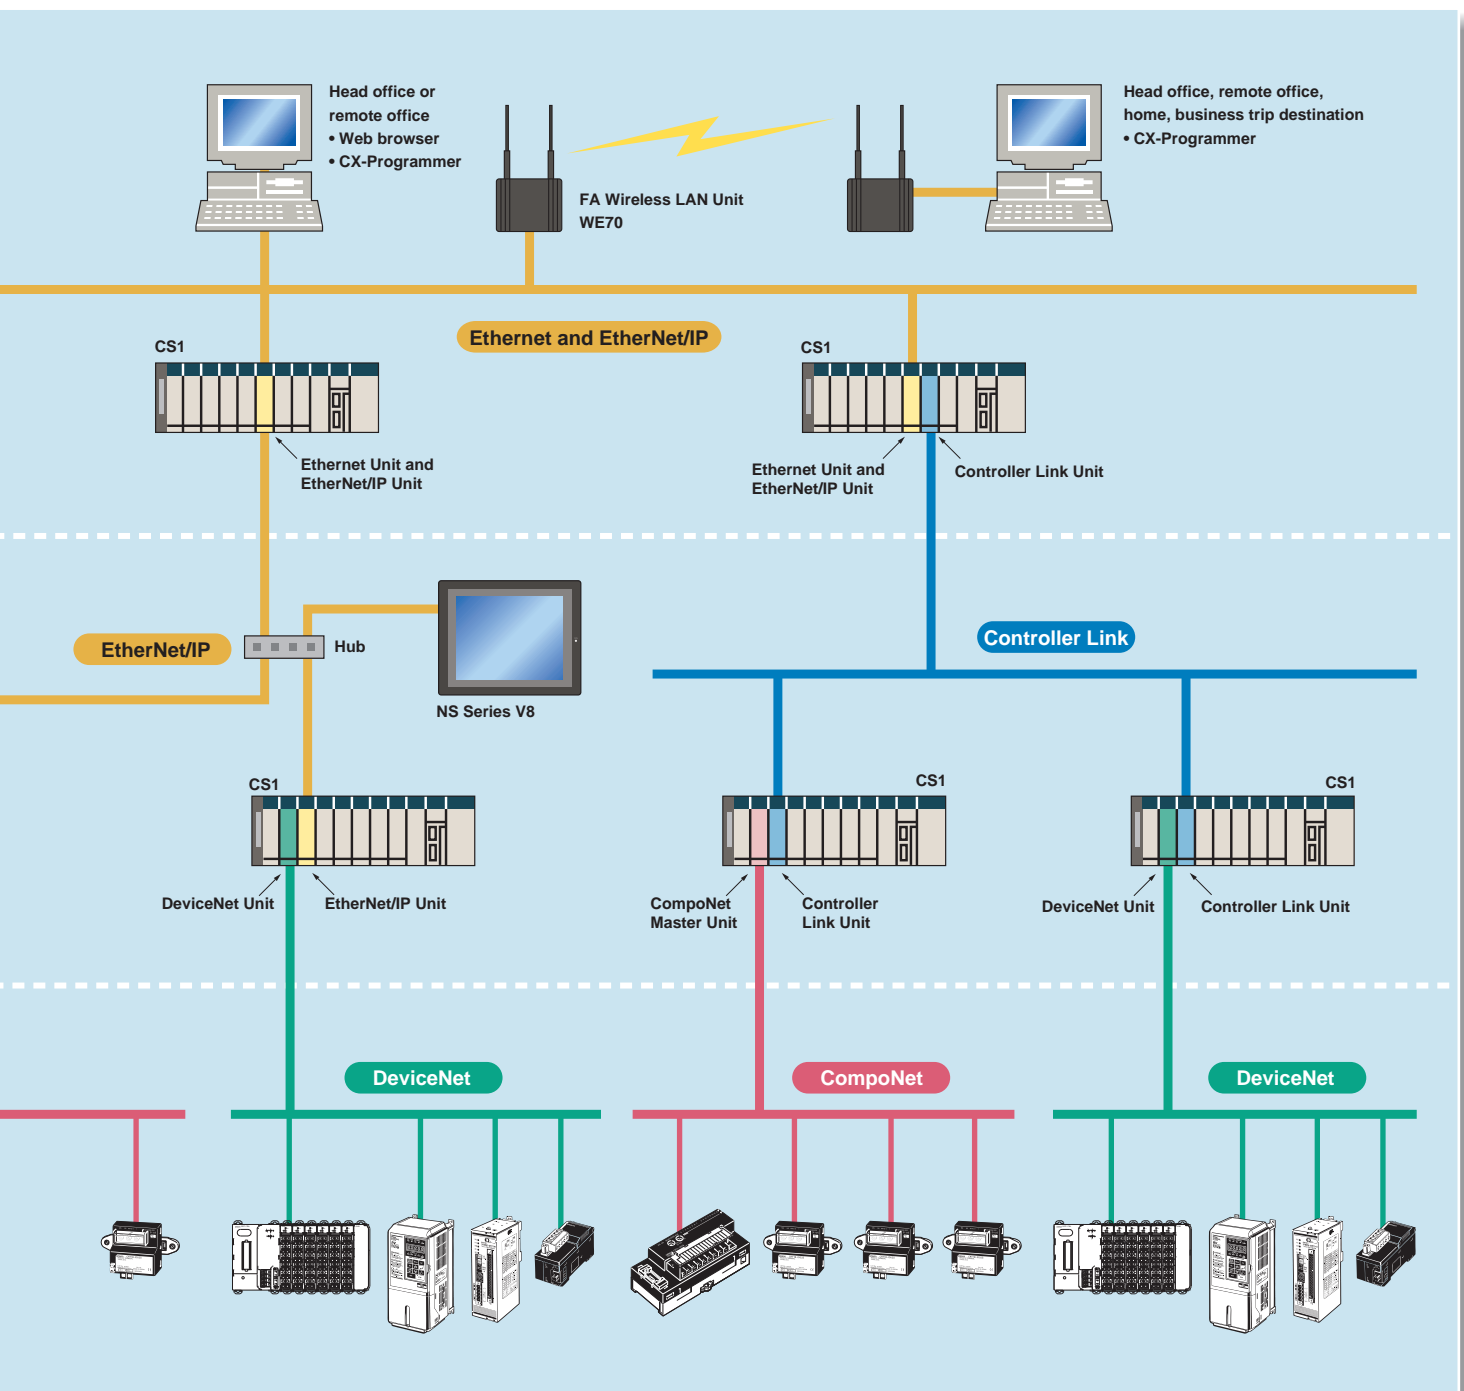 Head office or
remote office
• Web browser
• CX-Programmer
FA Wireless LAN Unit
WE70
Head office, remote office,
home, business trip destination
• CX-Programmer
Ethernet and EtherNet/IP
CS1
CS1
Ethernet Unit and
EtherNet/IP Unit
Ethernet Unit and
EtherNet/IP Unit
Controller Link Unit
EtherNet/IP
Hub
NS Series V8
Controller Link
CS1
CS1
CS1
DeviceNet Unit
EtherNet/IP Unit
CompoNet
Master Unit
Controller
Link Unit
DeviceNet Unit
Controller Link Unit
DeviceNet
CompoNet
DeviceNet